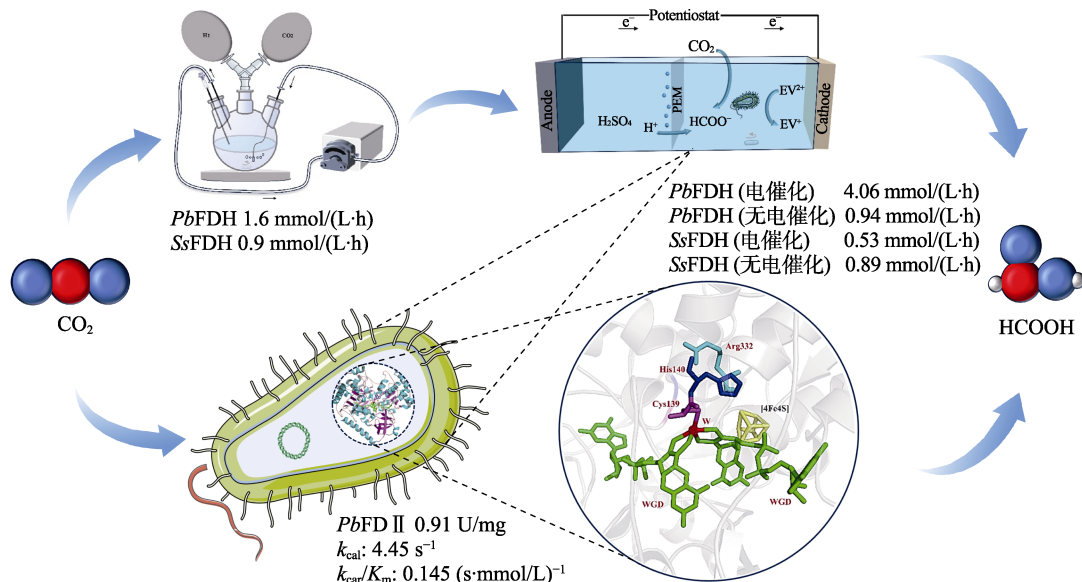 H2
CO2
e⁻
Potentiostat
e⁻
CO₂
Anode
H₂SO₄
H⁺
PEM
HCOO⁻
EV²⁺
EV⁺
Cathode
PbFDH 1.6 mmol/(L·h)
SsFDH 0.9 mmol/(L·h)
PbFDH (电催化) 4.06 mmol/(L·h)
PbFDH (无电催化) 0.94 mmol/(L·h)
SsFDH (电催化) 0.53 mmol/(L·h)
SsFDH (无电催化) 0.89 mmol/(L·h)
CO₂
HCOOH
Arg332
His140
Cys139
[4Fe4S]
W
WGD
WGD
PbFD Ⅱ 0.91 U/mg
kcal: 4.45 s⁻¹
kcar/Km: 0.145 (s·mmol/L)⁻¹